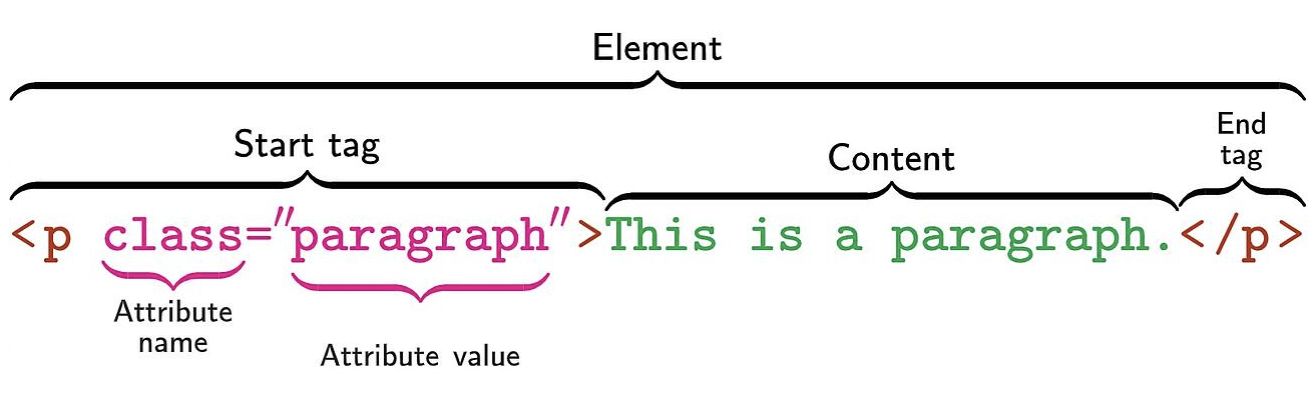 Element
Start tag
Content
End
tag
<p class="paragraph">This is a paragraph.</p>
Attribute
name
Attribute value